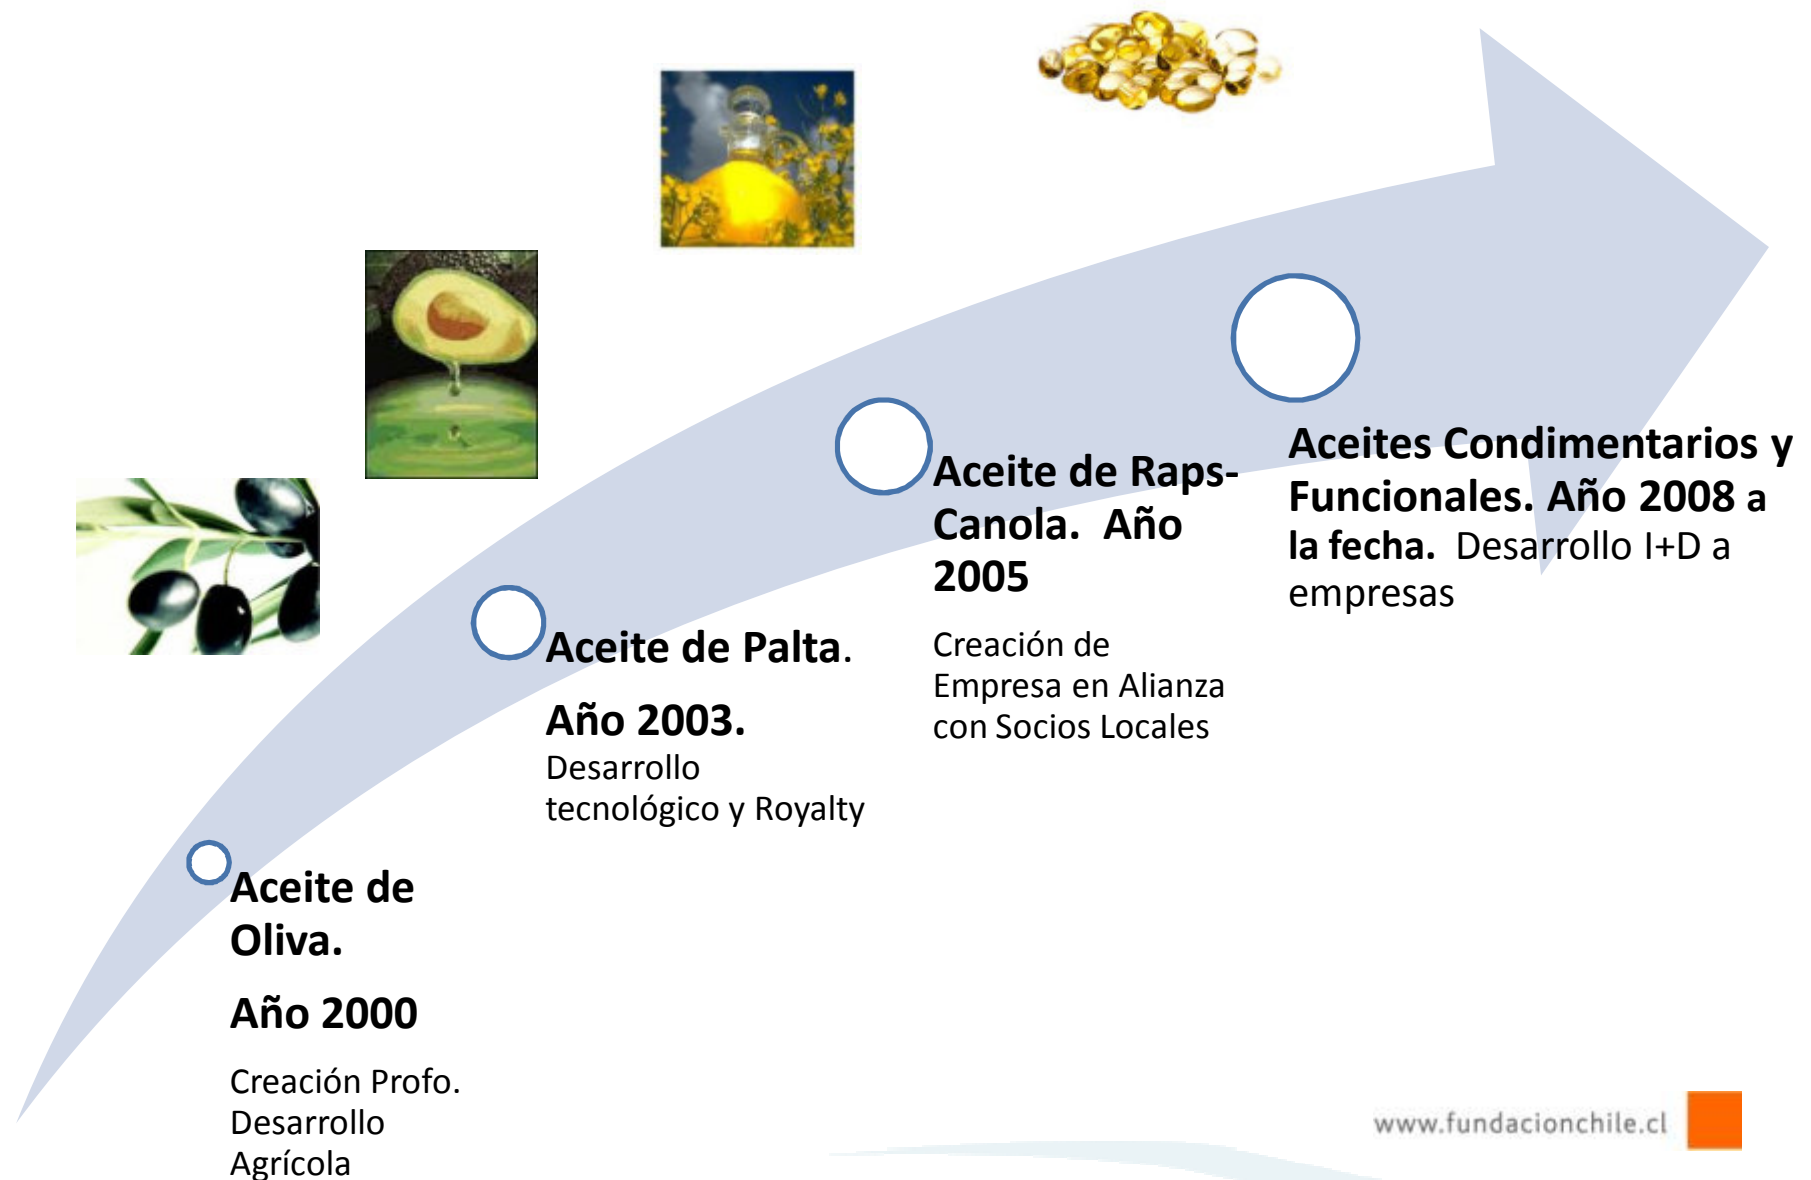 Aceite de
Oliva.
Año 2000
Creación Profo.
Desarrollo
Agrícola
Aceite de Palta.
Año 2003.
Desarrollo
tecnológico y Royalty
Aceite de Raps-
Canola.  Año
2005
Creación de
Empresa en Alianza
con Socios Locales
Aceites Condimentarios y
Funcionales. Año 2008 a
la fecha.  Desarrollo I+D a
empresas
www.fundacionchile.cl